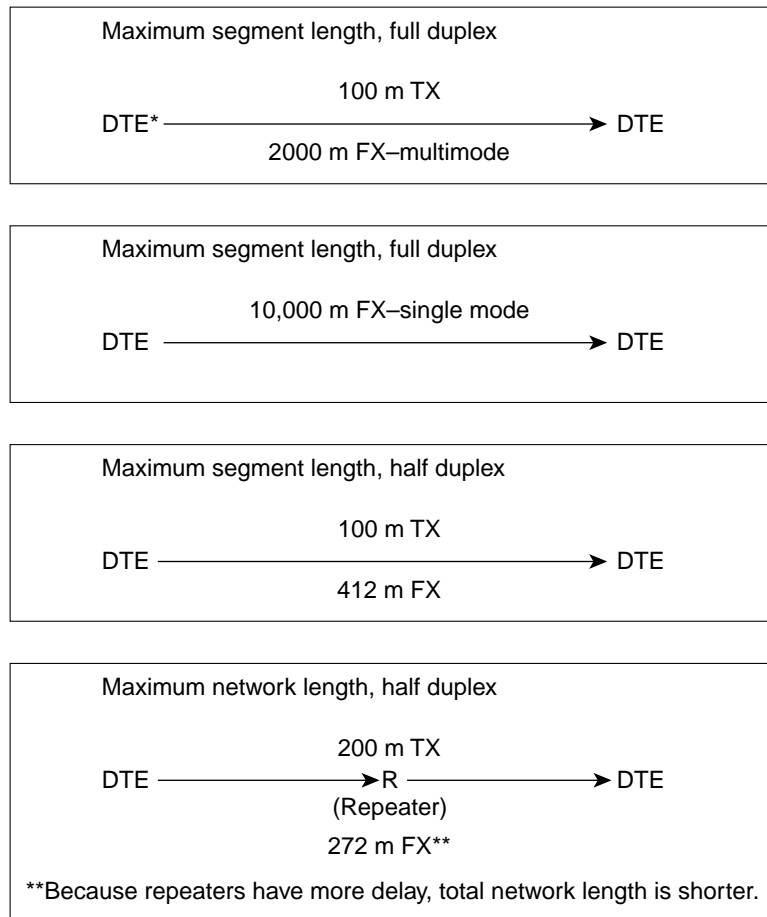 Maximum segment length, full duplex
100 m TX
DTE* DTE
2000 m FX–multimode
Maximum segment length, full duplex
10,000 m FX–single mode
DTE DTE
Maximum segment length, half duplex
100 m TX
DTE DTE
412 m FX
Maximum network length, half duplex
200 m TX
DTE R DTE
(Repeater)
272 m FX**
**Because repeaters have more delay, total network length is shorter.